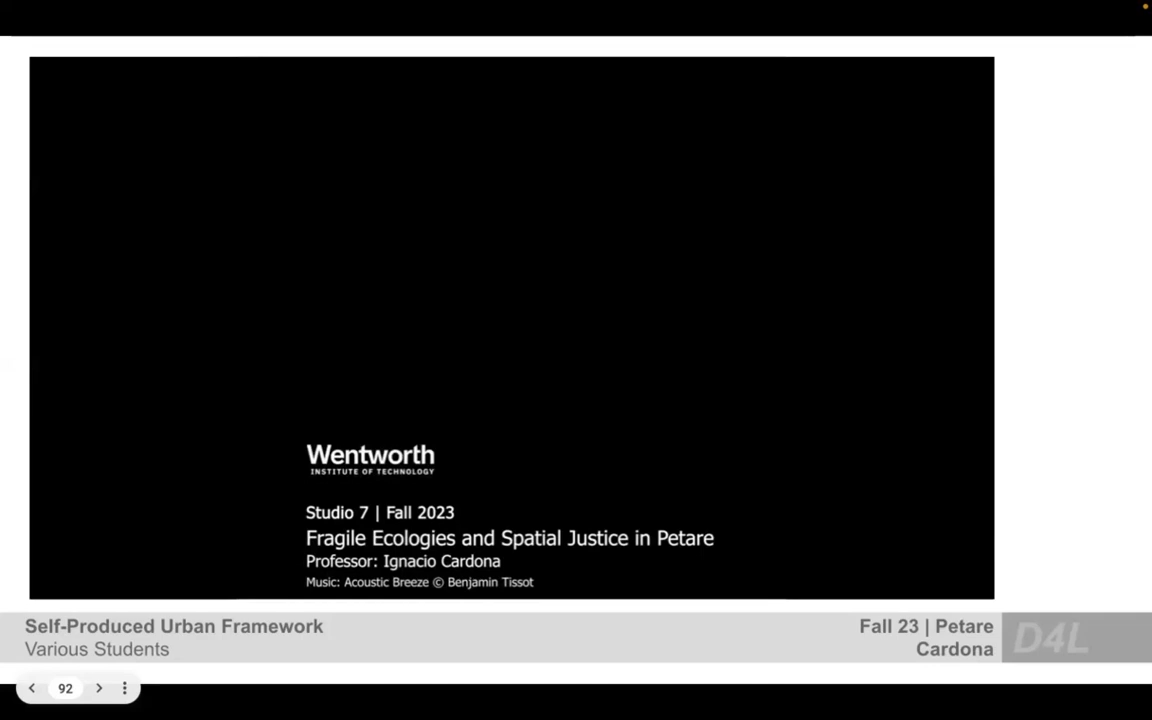 Wentworth
INSTITUTE OF TECHNOLOGY
Studio 7 | Fall 2023
Fragile Ecologies and Spatial Justice in Petare
Professor: Ignacio Cardona
Music: Acoustic Breeze © Benjamin Tissot
Self-Produced Urban Framework
Various Students
Fall 23 | Petare
Cardona
D4L
92